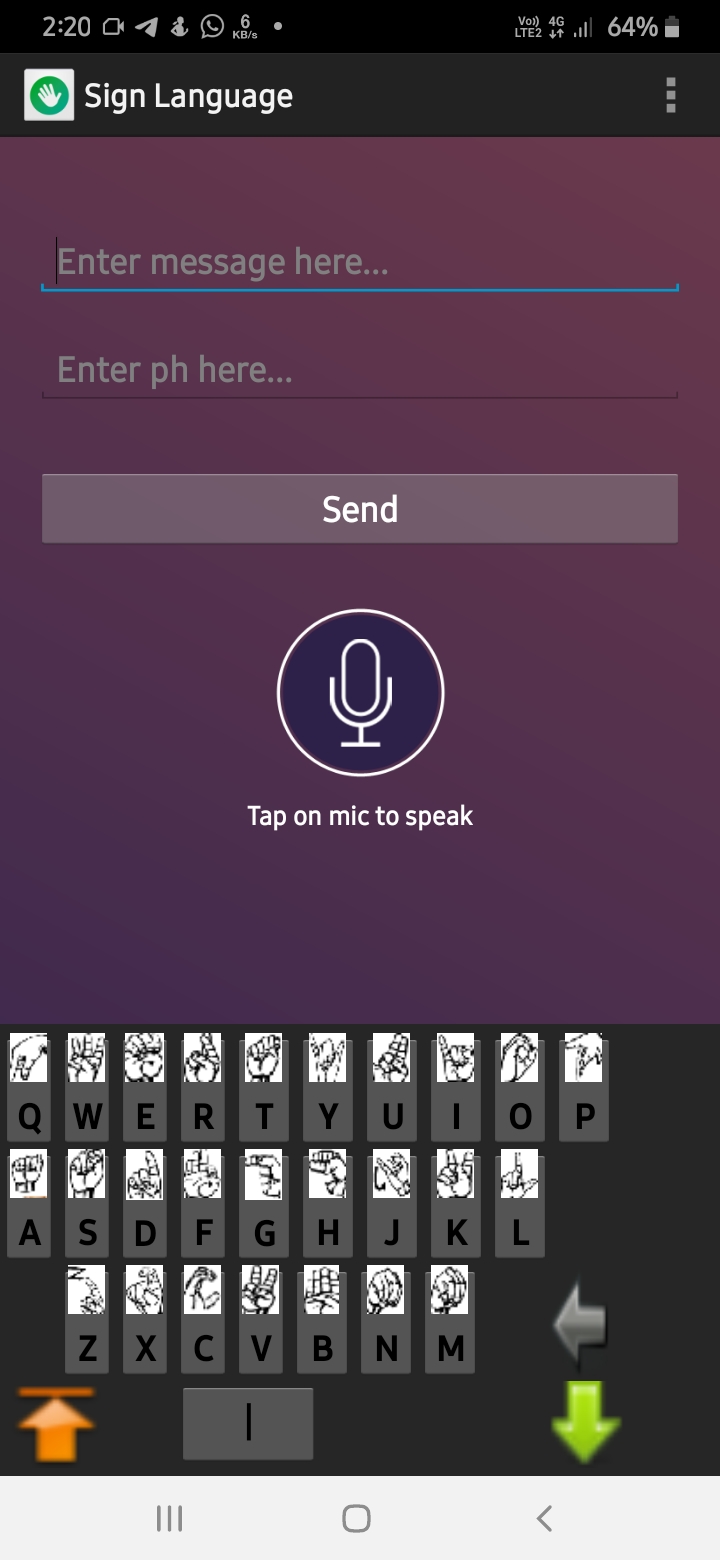 2:20 6 KB/s Vo)) LTE2 4G 64%
Sign Language
Enter message here...
Enter ph here...
Send
Tap on mic to speak
Q W E R T Y U I O P
A S D F G H J K L
Z X C V B N M